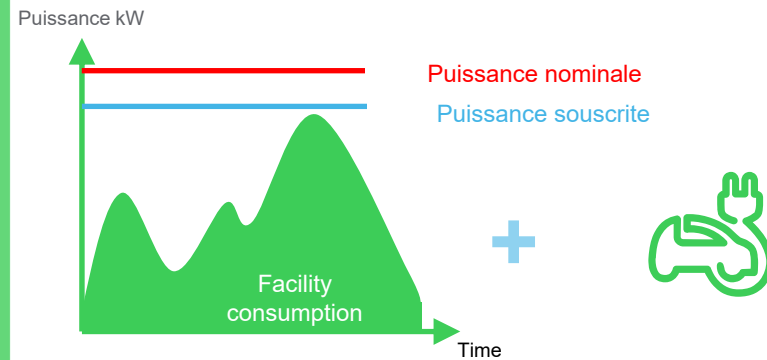 Puissance kW
Puissance nominale
Puissance souscrite
Facility
consumption
Time